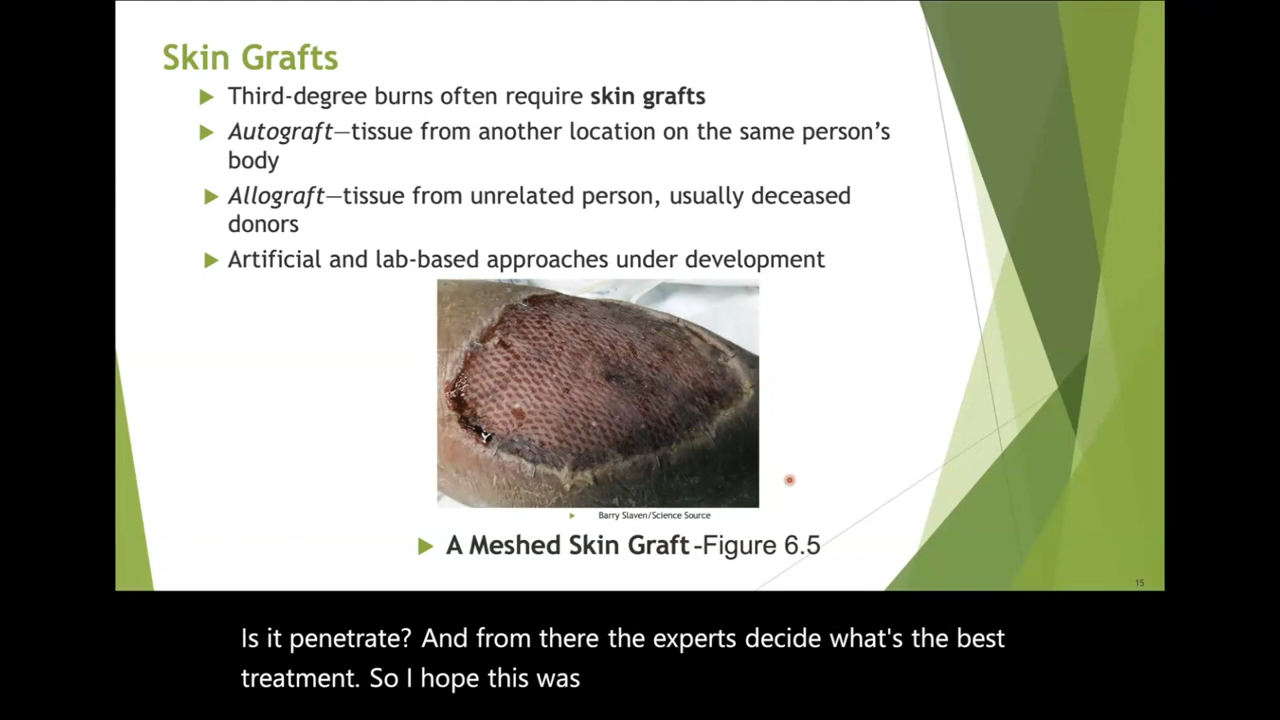 Skin Grafts
Third-degree burns often require skin grafts
Autograft—tissue from another location on the same person's
body
Allograft—tissue from unrelated person, usually deceased
donors
Artificial and lab-based approaches under development
Barry Slaven/Science Source
A Meshed Skin Graft-Figure 6.5
15
Is it penetrate? And from there the experts decide what's the best
treatment. So I hope this was